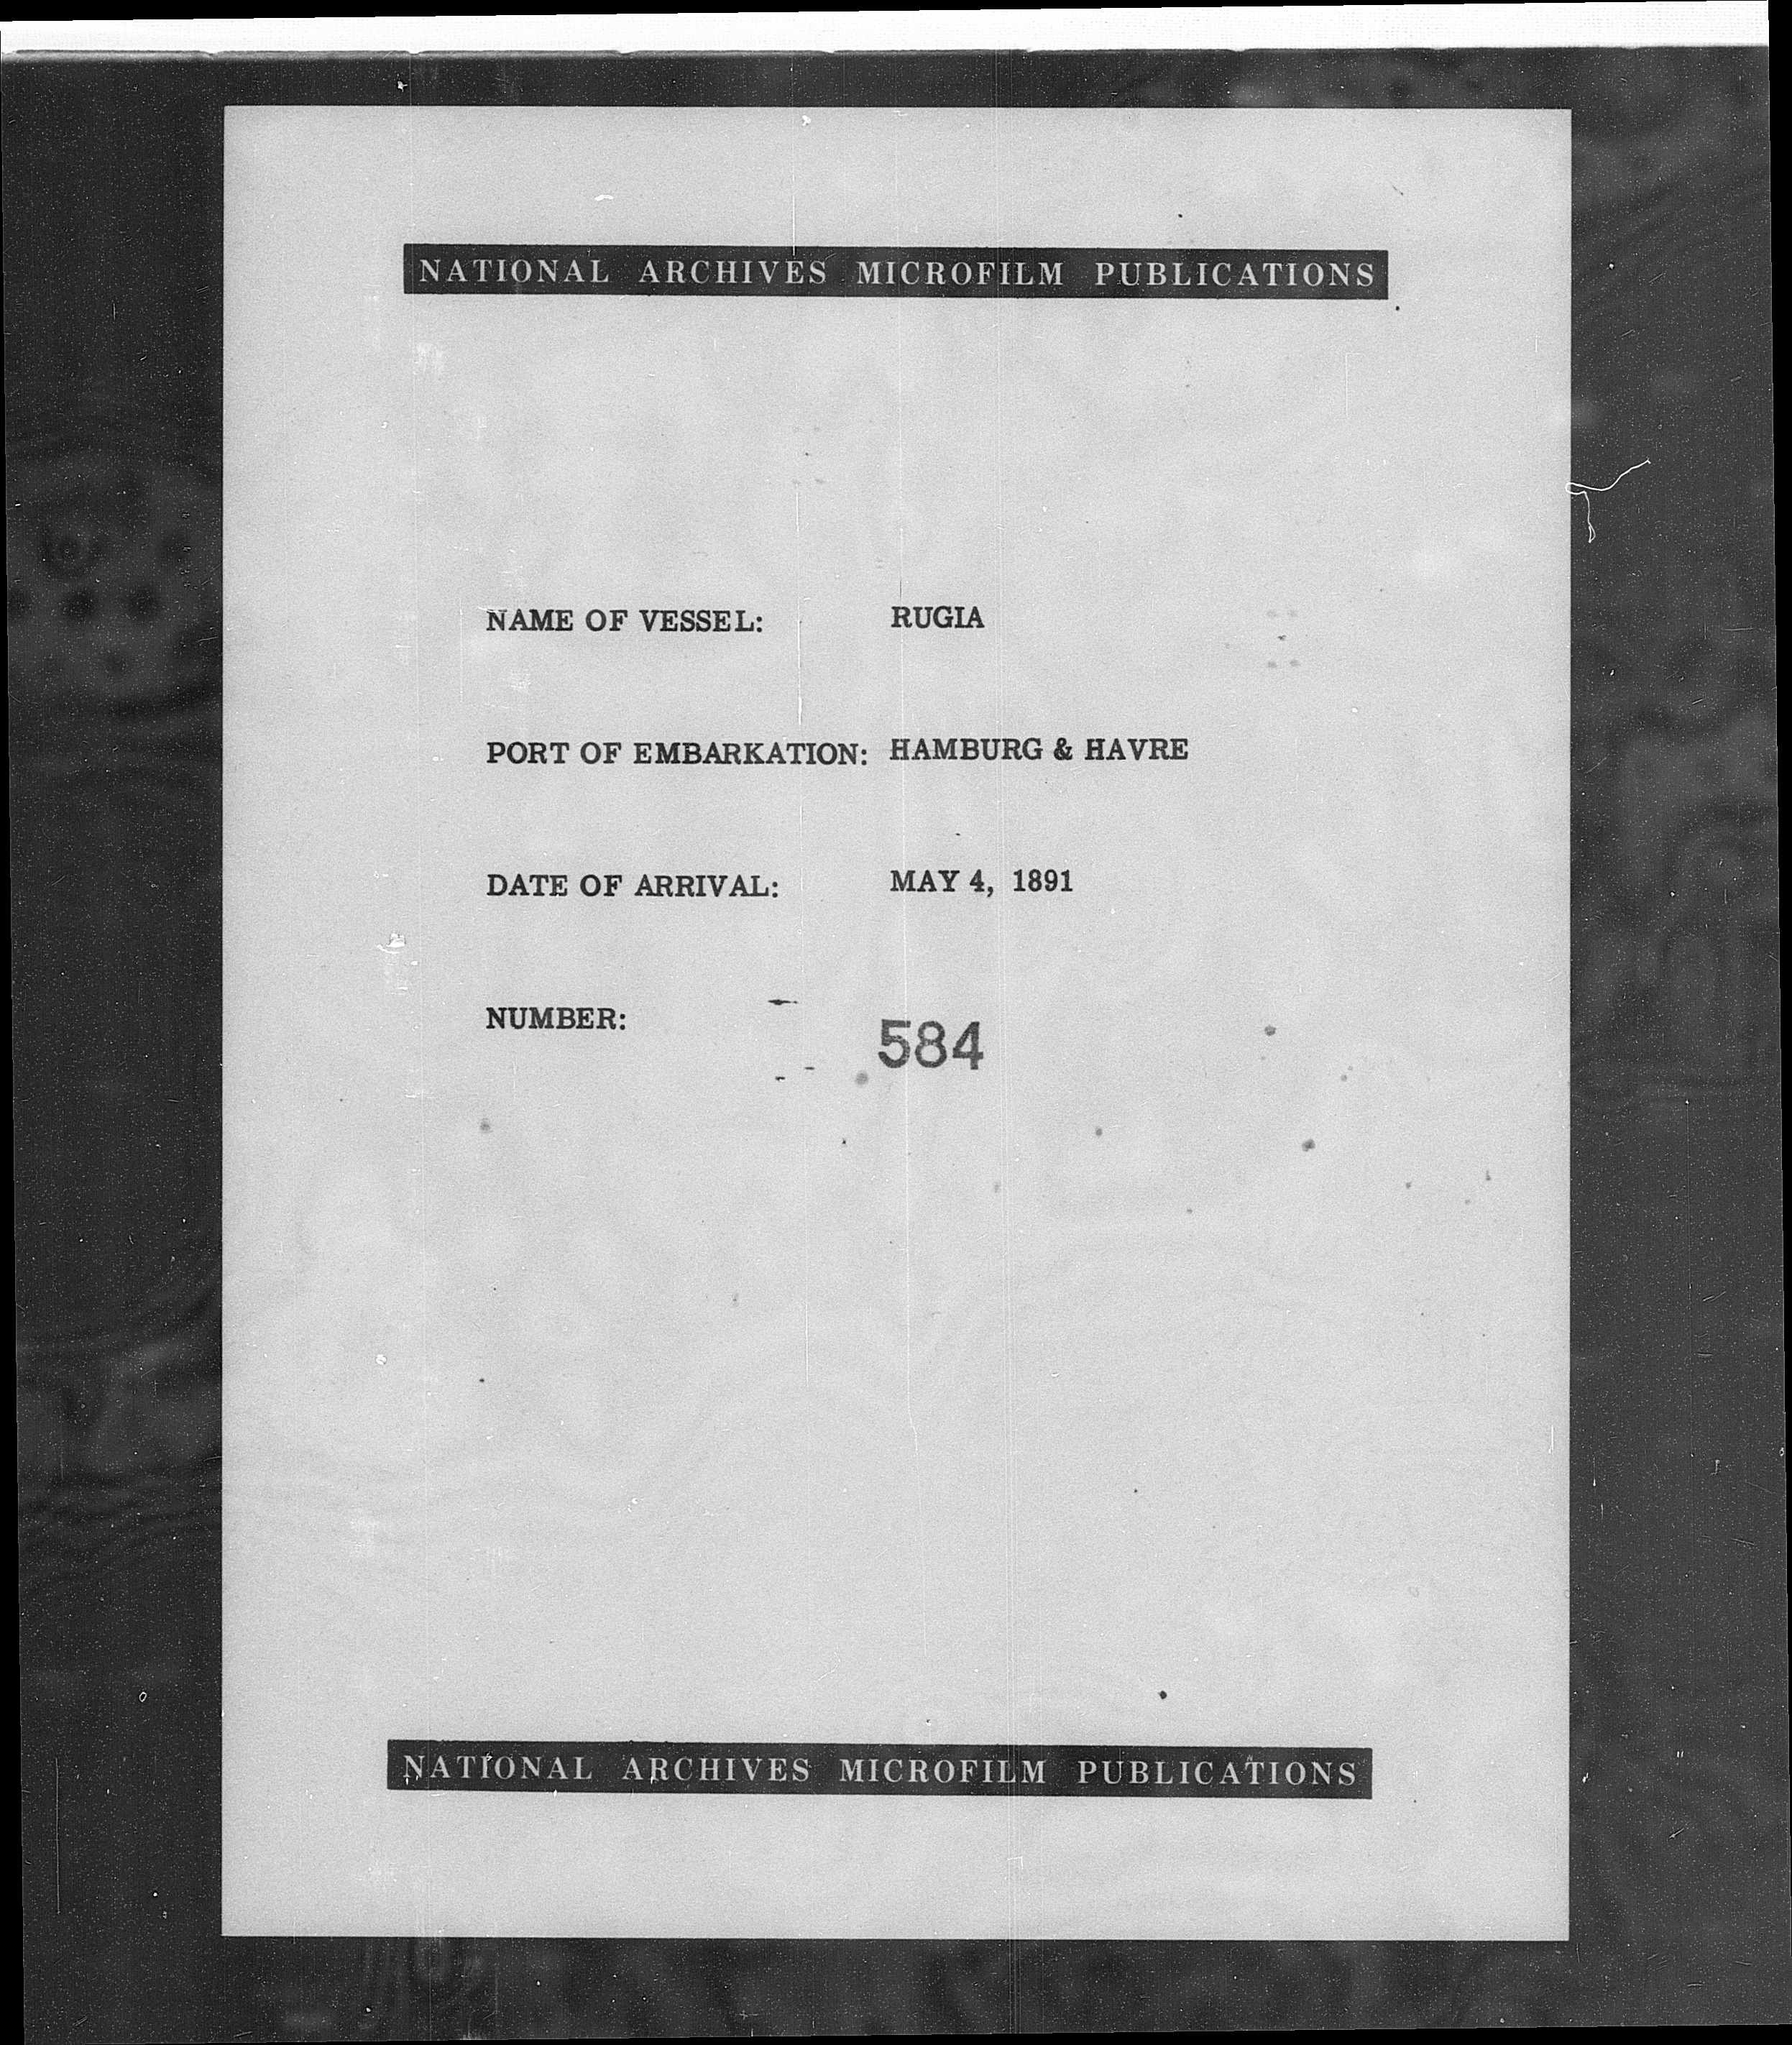 NATIONAL ARCHIVES MICROFILM PUBLICATIONS
NAME OF VESSEL: RUGIA
PORT OF EMBARKATION: HAMBURG & HAVRE
DATE OF ARRIVAL: MAY 4, 1891
NUMBER: 584
NATIONAL ARCHIVES MICROFILM PUBLICATIONS